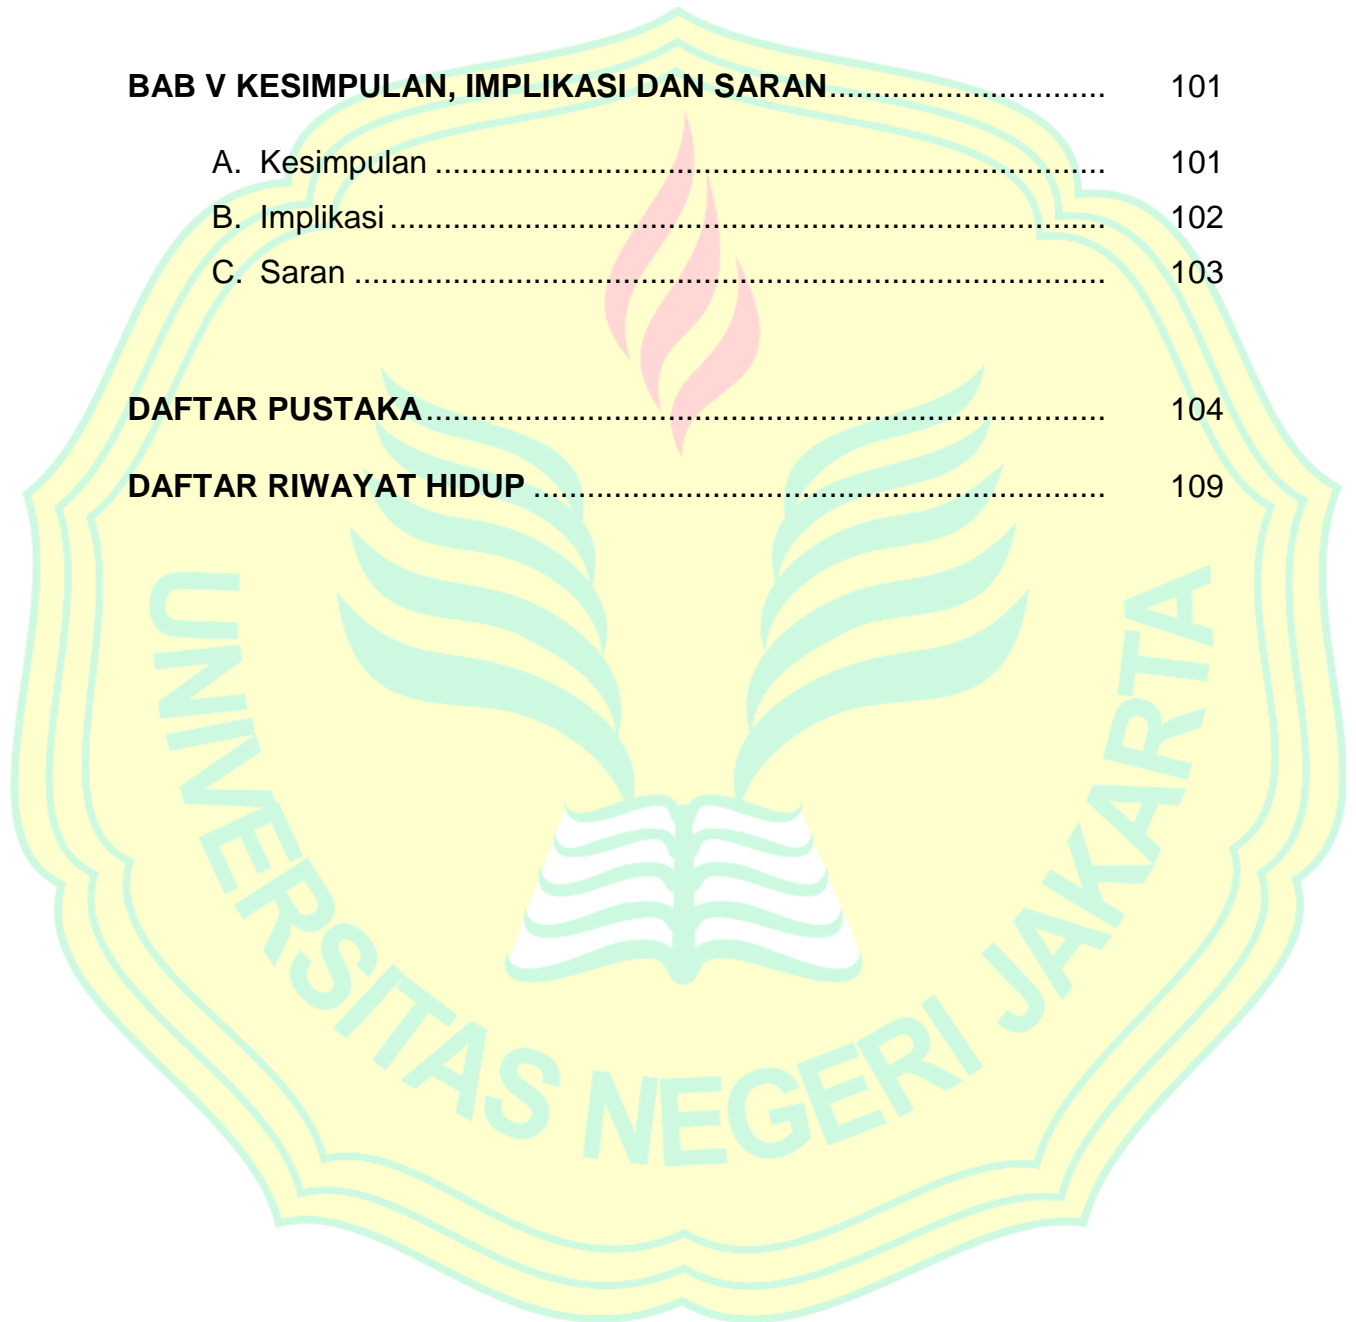 BAB V KESIMPULAN, IMPLIKASI DAN SARAN.............................. 101
A. Kesimpulan ........................................................................... 101
B. Implikasi ................................................................................ 102
C. Saran .................................................................................... 103
DAFTAR PUSTAKA............................................................................ 104
DAFTAR RIWAYAT HIDUP ................................................................ 109
UNIVERSITAS NEGERI JAKARTA